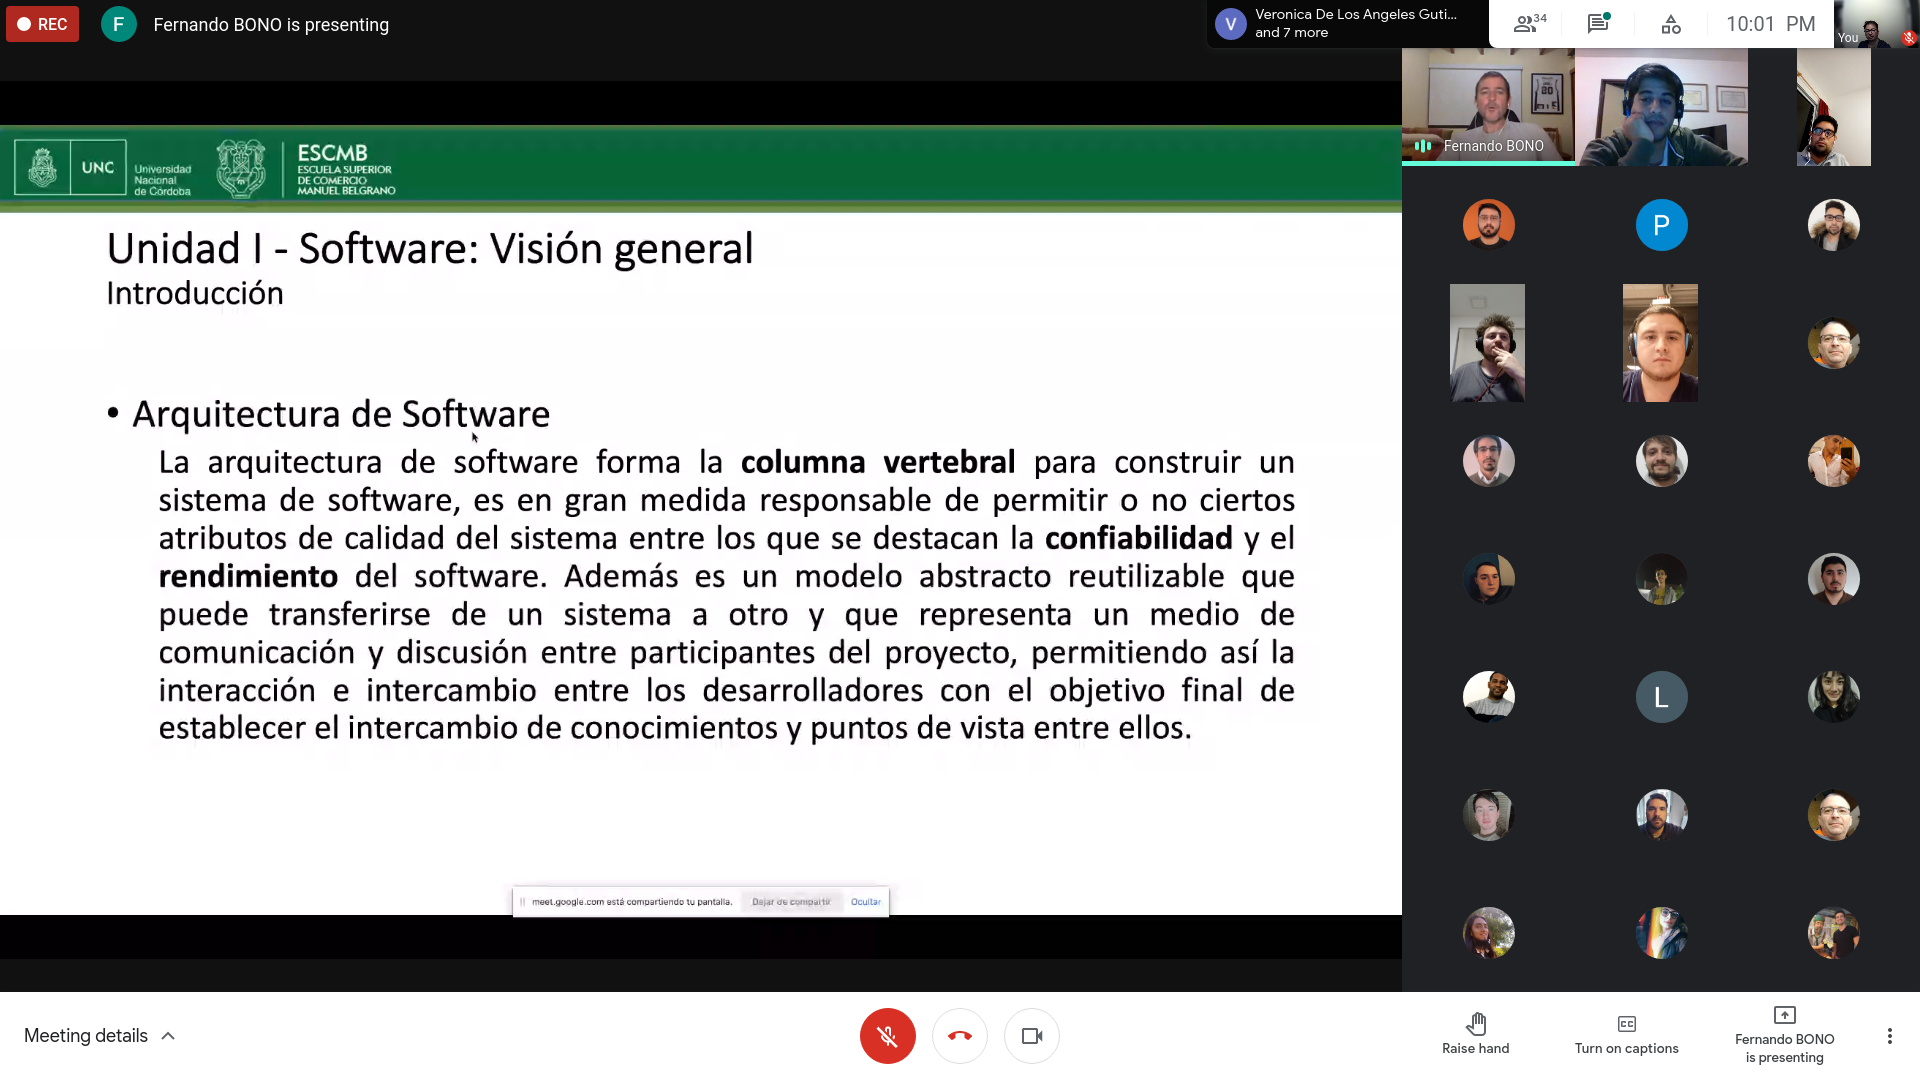 REC
F
Fernando BONO is presenting
V
Veronica De Los Angeles Guti...
and 7 more
34
10:01 PM
You
UNC
Universidad
Nacional
de Córdoba
ESCMB
ESCUELA SUPERIOR
DE COMERCIO
MANUEL BELGRANO
Fernando BONO
20
Unidad I - Software: Visión general
Introducción
• Arquitectura de Software
La arquitectura de software forma la columna vertebral para construir un
sistema de software, es en gran medida responsable de permitir o no ciertos
atributos de calidad del sistema entre los que se destacan la confiabilidad y el
rendimiento del software. Además es un modelo abstracto reutilizable que
puede transferirse de un sistema a otro y que representa un medio de
comunicación y discusión entre participantes del proyecto, permitiendo así la
interacción e intercambio entre los desarrolladores con el objetivo final de
establecer el intercambio de conocimientos y puntos de vista entre ellos.
P
L
meet.google.com está compartiendo tu pantalla.
Dejar de compartir
Ocultar
Meeting details
Raise hand
CC
Turn on captions
Fernando BONO
is presenting